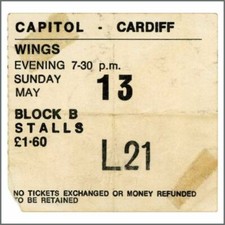 CAPITOL - CARDIFF
WINGS
EVENING 7-30 p.m.
SUNDAY
MAY 13
BLOCK B
STALLS
£1·60
L21
NO TICKETS EXCHANGED OR MONEY REFUNDED
TO BE RETAINED